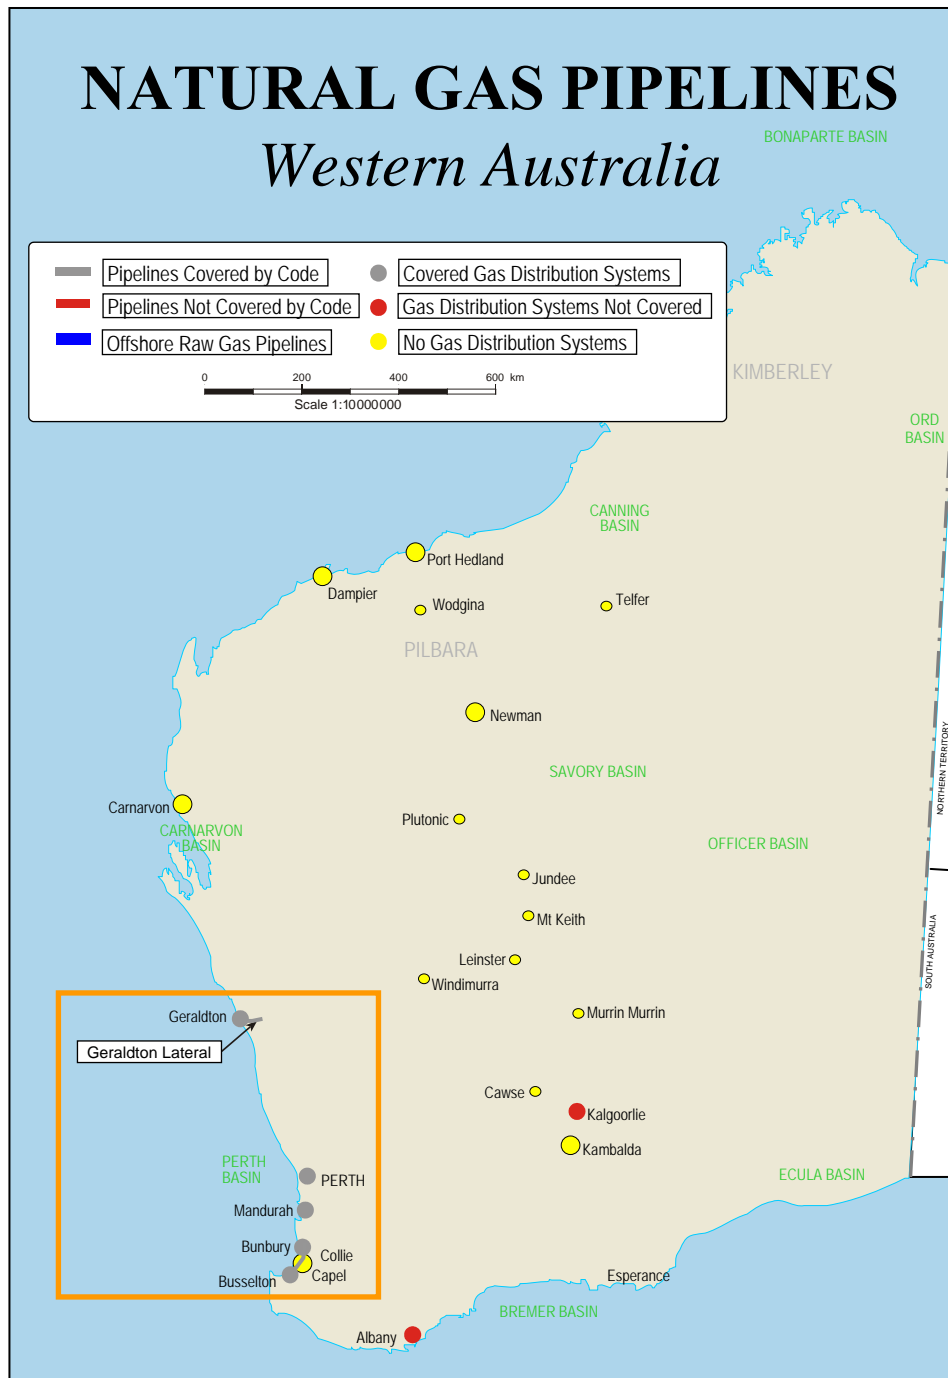 NATURAL GAS PIPELINES
BONAPARTE BASIN
Western Australia
Pipelines Covered by Code
Covered Gas Distribution Systems
Pipelines Not Covered by Code
Gas Distribution Systems Not Covered
Offshore Raw Gas Pipelines
No Gas Distribution Systems
0 200 400 600 km
Scale 1:10000000
KIMBERLEY
ORD
BASIN
CANNING
BASIN
Port Hedland
Dampier
Wodgina
Telfer
PILBARA
Newman
NORTHERN TERRITORY
SAVORY BASIN
Carnarvon
CARNARVON
BASIN
Plutonic
OFFICER BASIN
Jundee
Mt Keith
SOUTH AUSTRALIA
Leinster
Windimurra
Geraldton
Murrin Murrin
Geraldton Lateral
Cawse
Kalgoorlie
Kambalda
PERTH
BASIN
PERTH
ECULA BASIN
Mandurah
Bunbury
Collie
Capel
Busselton
Esperance
BREMER BASIN
Albany